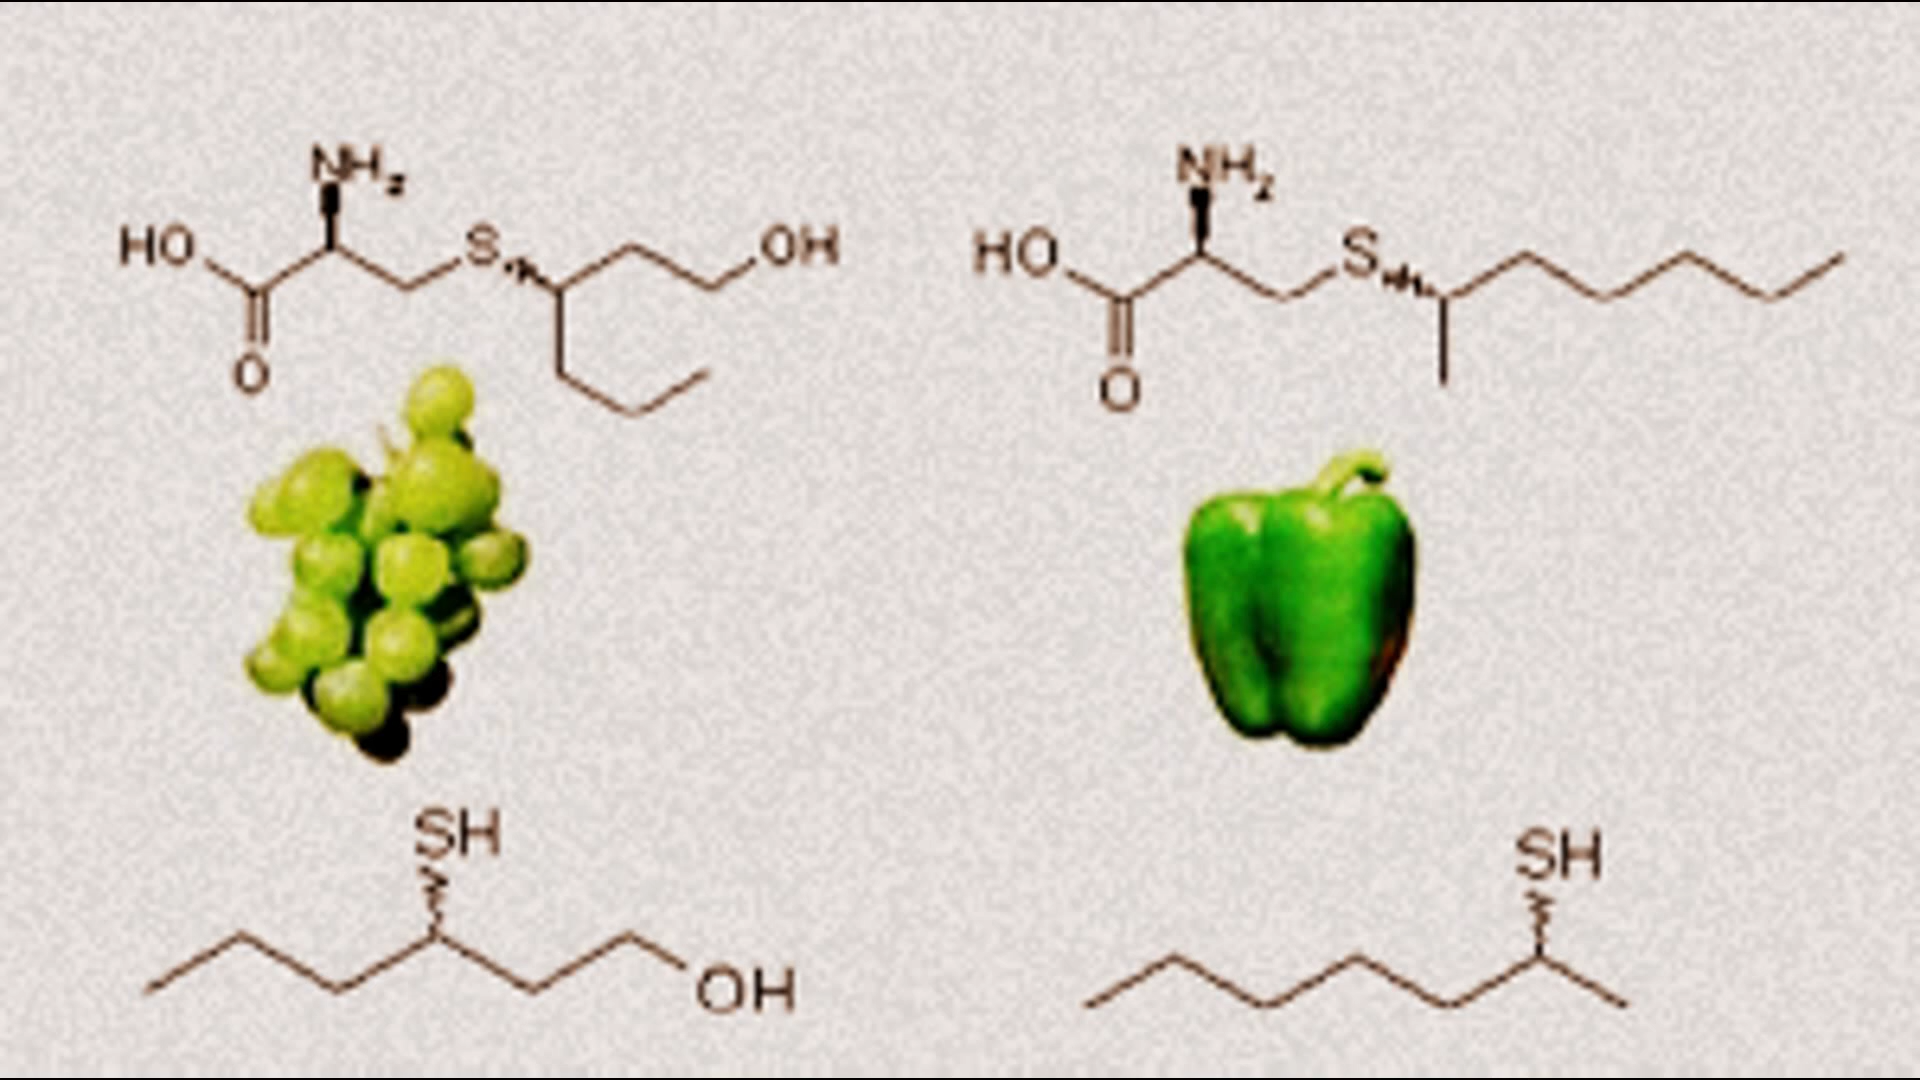 NH₂ NH₂
HO S OH HO S
O O
SH SH
OH